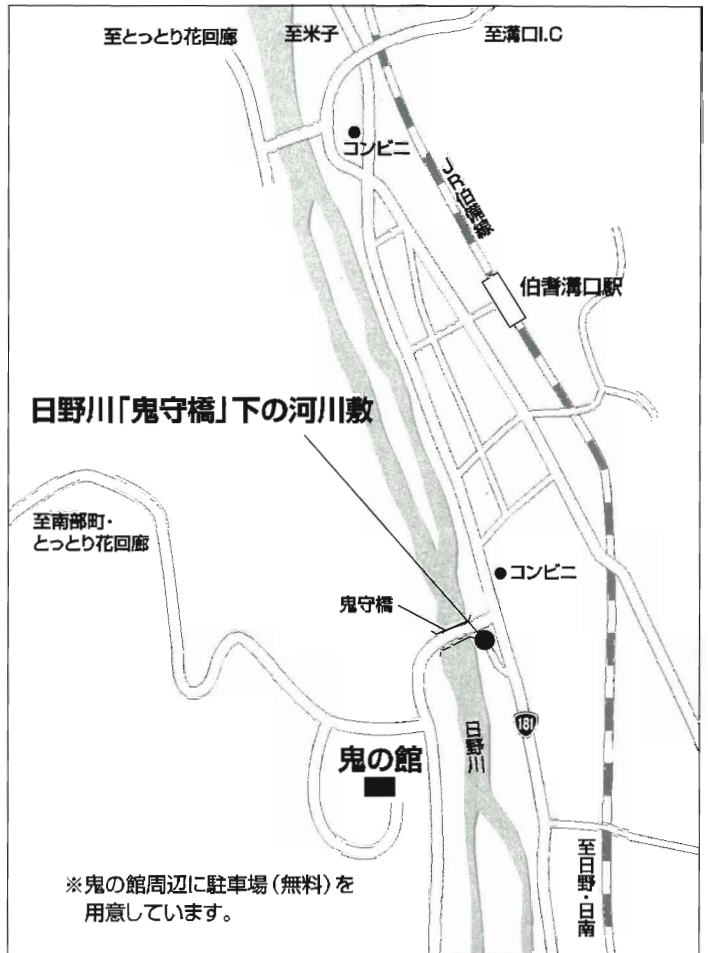 至とっとり花回廊
至米子
至溝口I.C
コンビニ
JR伯備線
伯耆溝口駅
日野川「鬼守橋」下の河川敷
至南部町・
とっとり花回廊
コンビニ
鬼守橋
181
日野川
鬼の館
至日野・日南
※鬼の館周辺に駐車場(無料)を
用意しています。